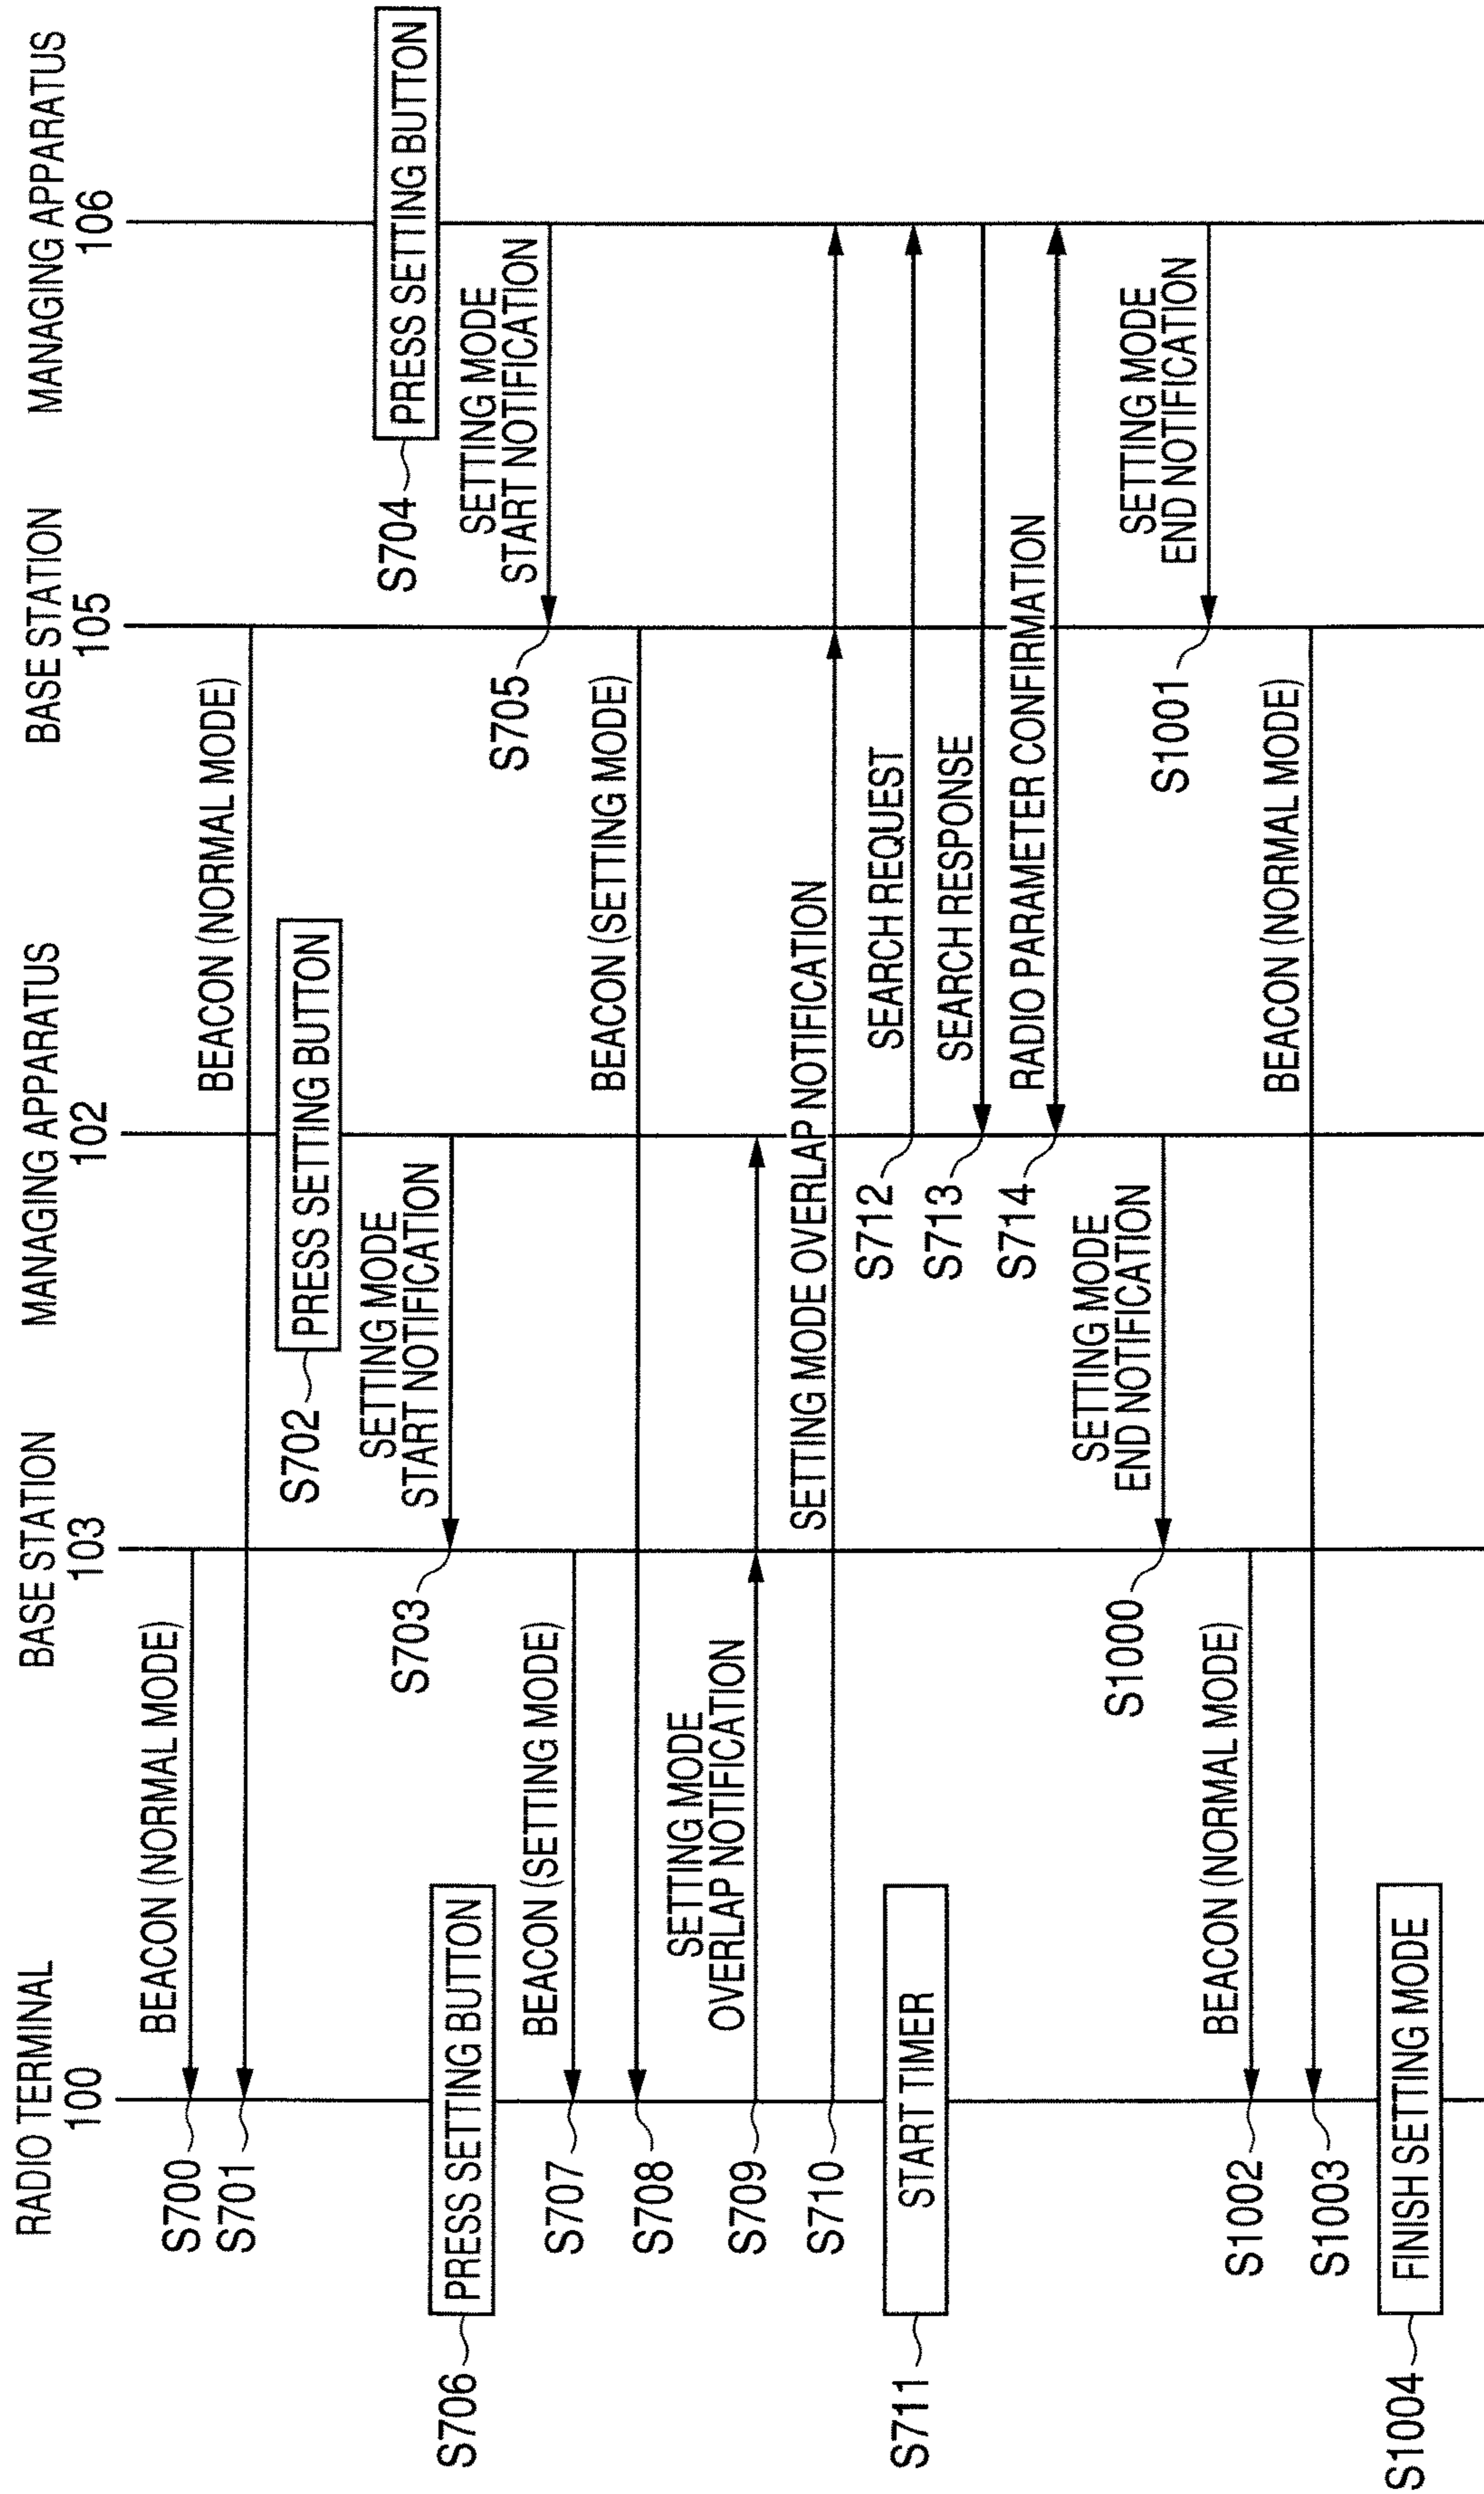 RADIO TERMINAL
100
BASE STATION
103
MANAGING APPARATUS
102
BASE STATION
105
MANAGING APPARATUS
106
S700
BEACON (NORMAL MODE)
S701
BEACON (NORMAL MODE)
S702
PRESS SETTING BUTTON
S703
SETTING MODE
START NOTIFICATION
S704
PRESS SETTING BUTTON
S705
SETTING MODE
START NOTIFICATION
S706
PRESS SETTING BUTTON
S707
BEACON (SETTING MODE)
S708
BEACON (SETTING MODE)
S709
SETTING MODE
OVERLAP NOTIFICATION
S710
SETTING MODE OVERLAP NOTIFICATION
S711
START TIMER
S712
SEARCH REQUEST
S713
SEARCH RESPONSE
S714
RADIO PARAMETER CONFIRMATION
S1000
SETTING MODE
END NOTIFICATION
S1001
SETTING MODE
END NOTIFICATION
S1002
BEACON (NORMAL MODE)
S1003
BEACON (NORMAL MODE)
S1004
FINISH SETTING MODE